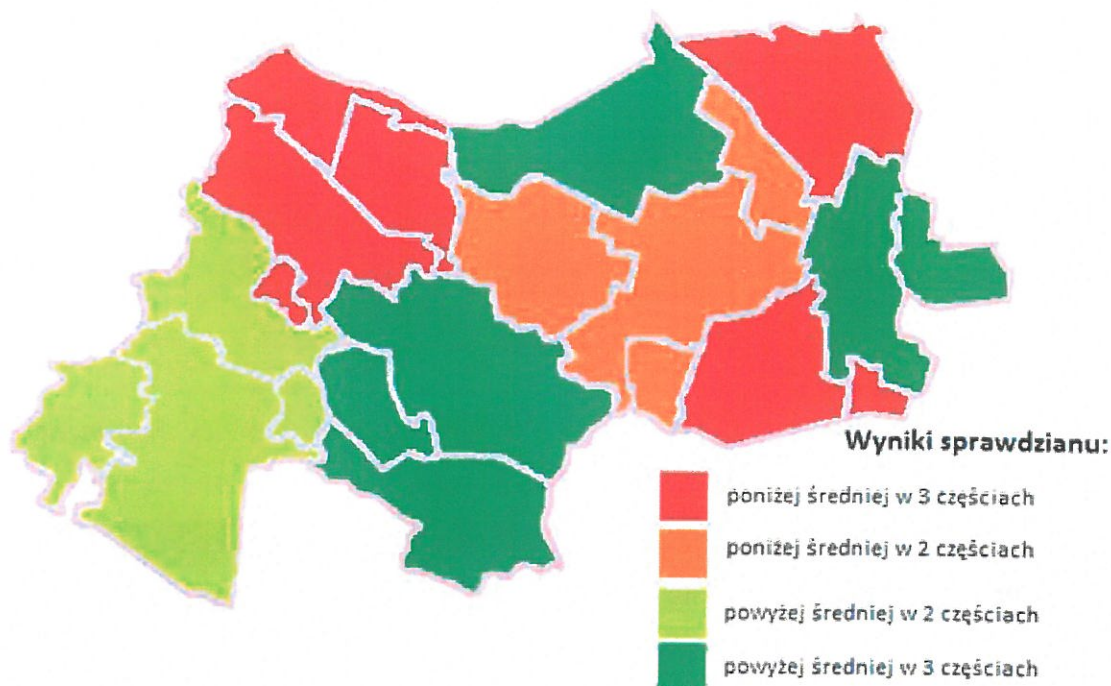 Wyniki sprawdzianu:
poniżej średniej w 3 częściach
poniżej średniej w 2 częściach
powyżej średniej w 2 częściach
powyżej średniej w 3 częściach